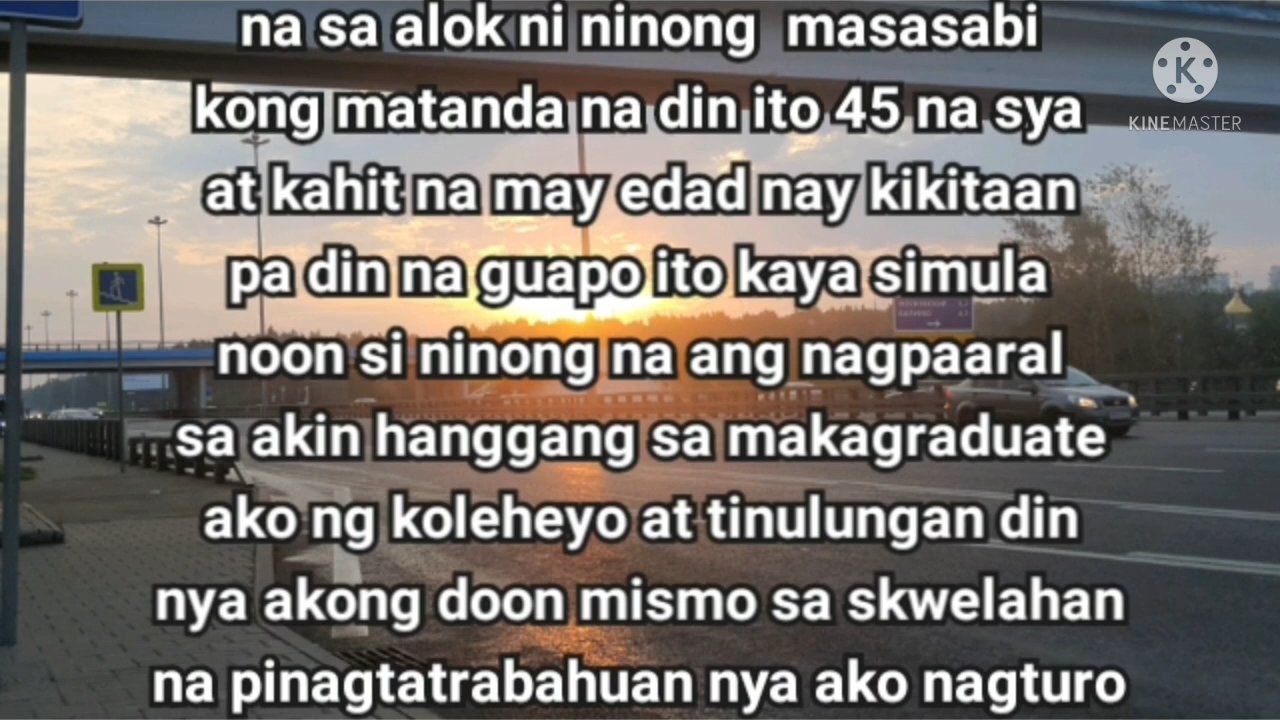 na sa alok ni ninong masasabi
kong matanda na din ito 45 na sya
at kahit na may edad nay kikitaan
pa din na guapo ito kaya simula
noon si ninong na ang nagpaaral
sa akin hanggang sa makagraduate
ako ng koleheyo at tinulungan din
nya akong doon mismo sa skwelahan
na pinagtatrabahuan nya ako nagturo
K
KINEMASTER